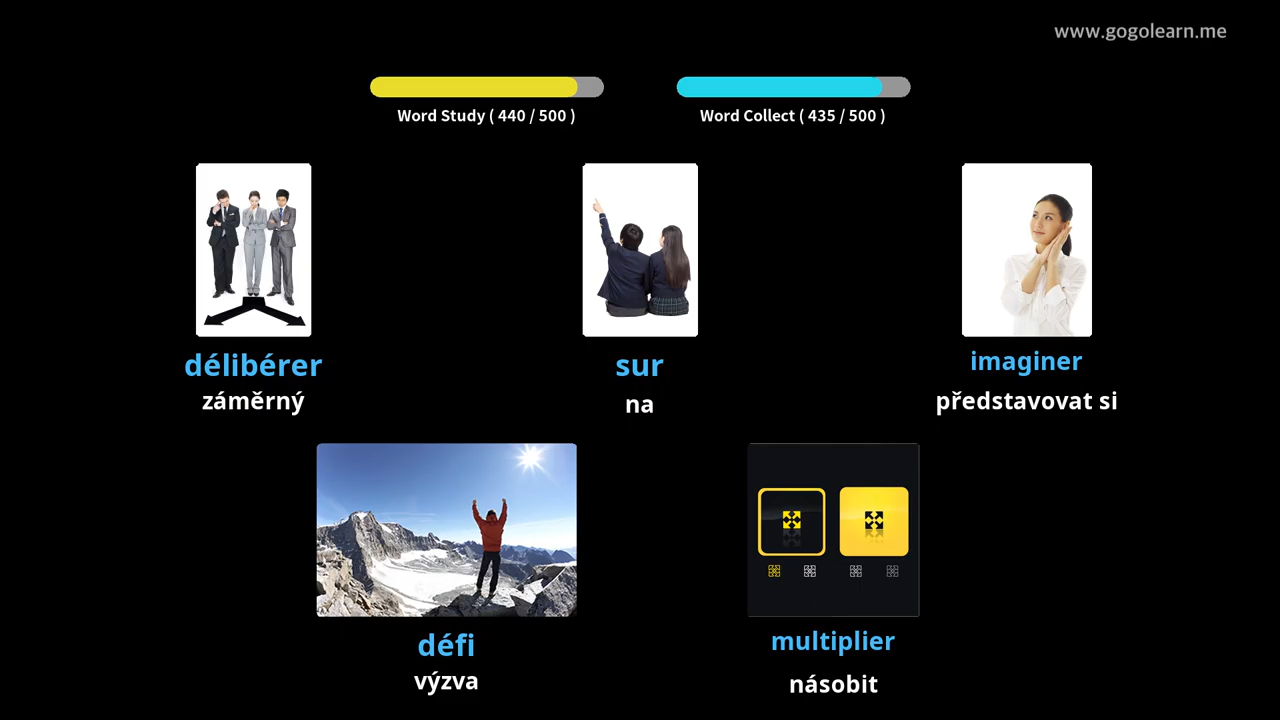 www.gogolearn.me
Word Study ( 440 / 500 )
Word Collect ( 435 / 500 )
délibérer
záměrný
sur
na
imaginer
představovat si
défi
výzva
multiplier
násobit